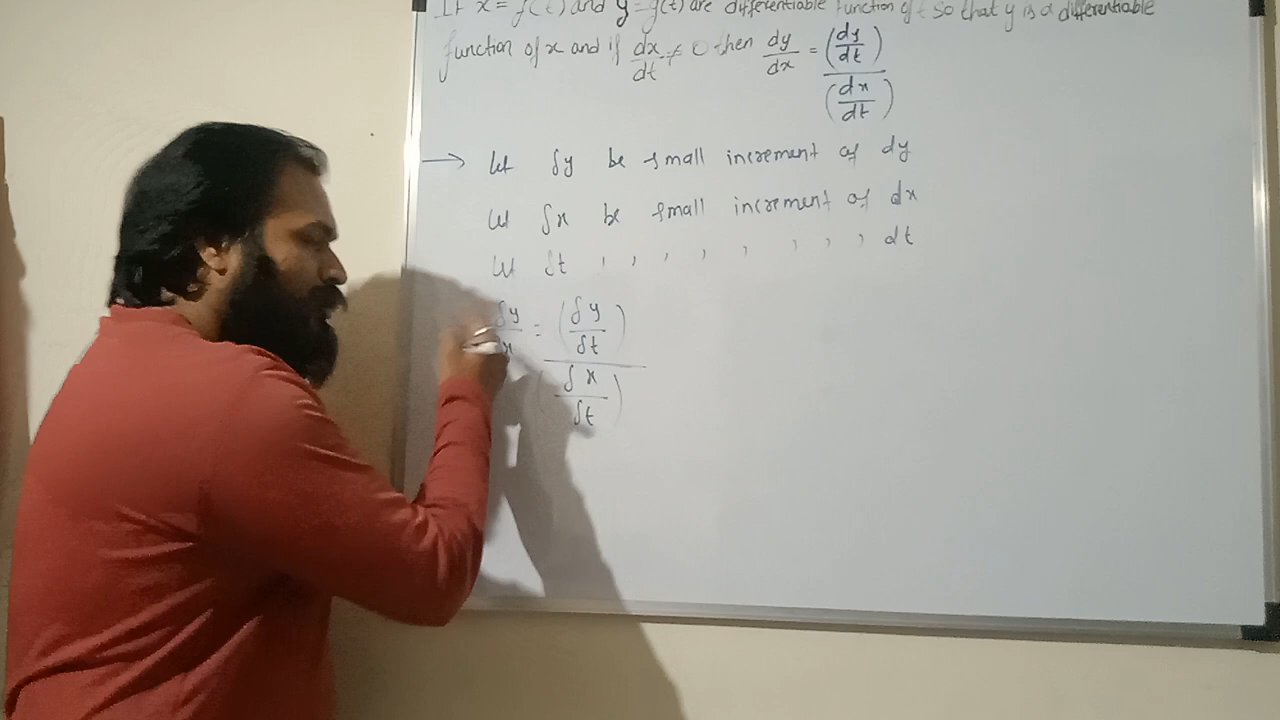 If x = f(t) and y = g(t) are differentiable function of t so that y is a differentiable
function of x and if dx/dt ≠ 0 then dy/dx = (dy/dt)/(dx/dt)
→ Let δy be small increment of dy
Let δx be small increment of dx
Let δt , , , , , , , , dt
δy/δx = (δy/δt)/(δx/δt)